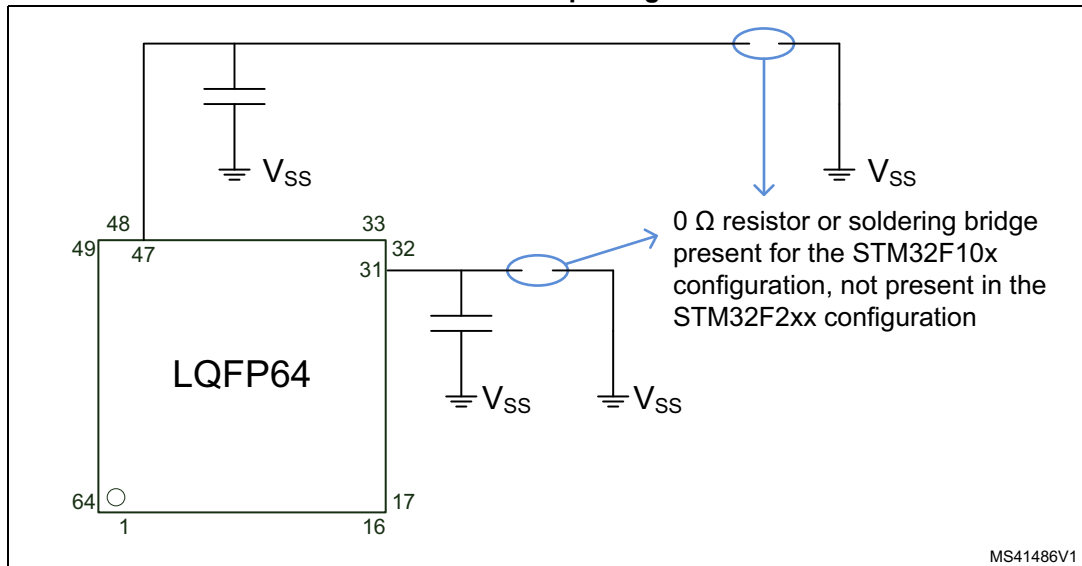 VSS
VSS
0 Ω resistor or soldering bridge
present for the STM32F10x
configuration, not present in the
STM32F2xx configuration
48
33
49
47
32
31
LQFP64
VSS
VSS
64
17
1
16
MS41486V1